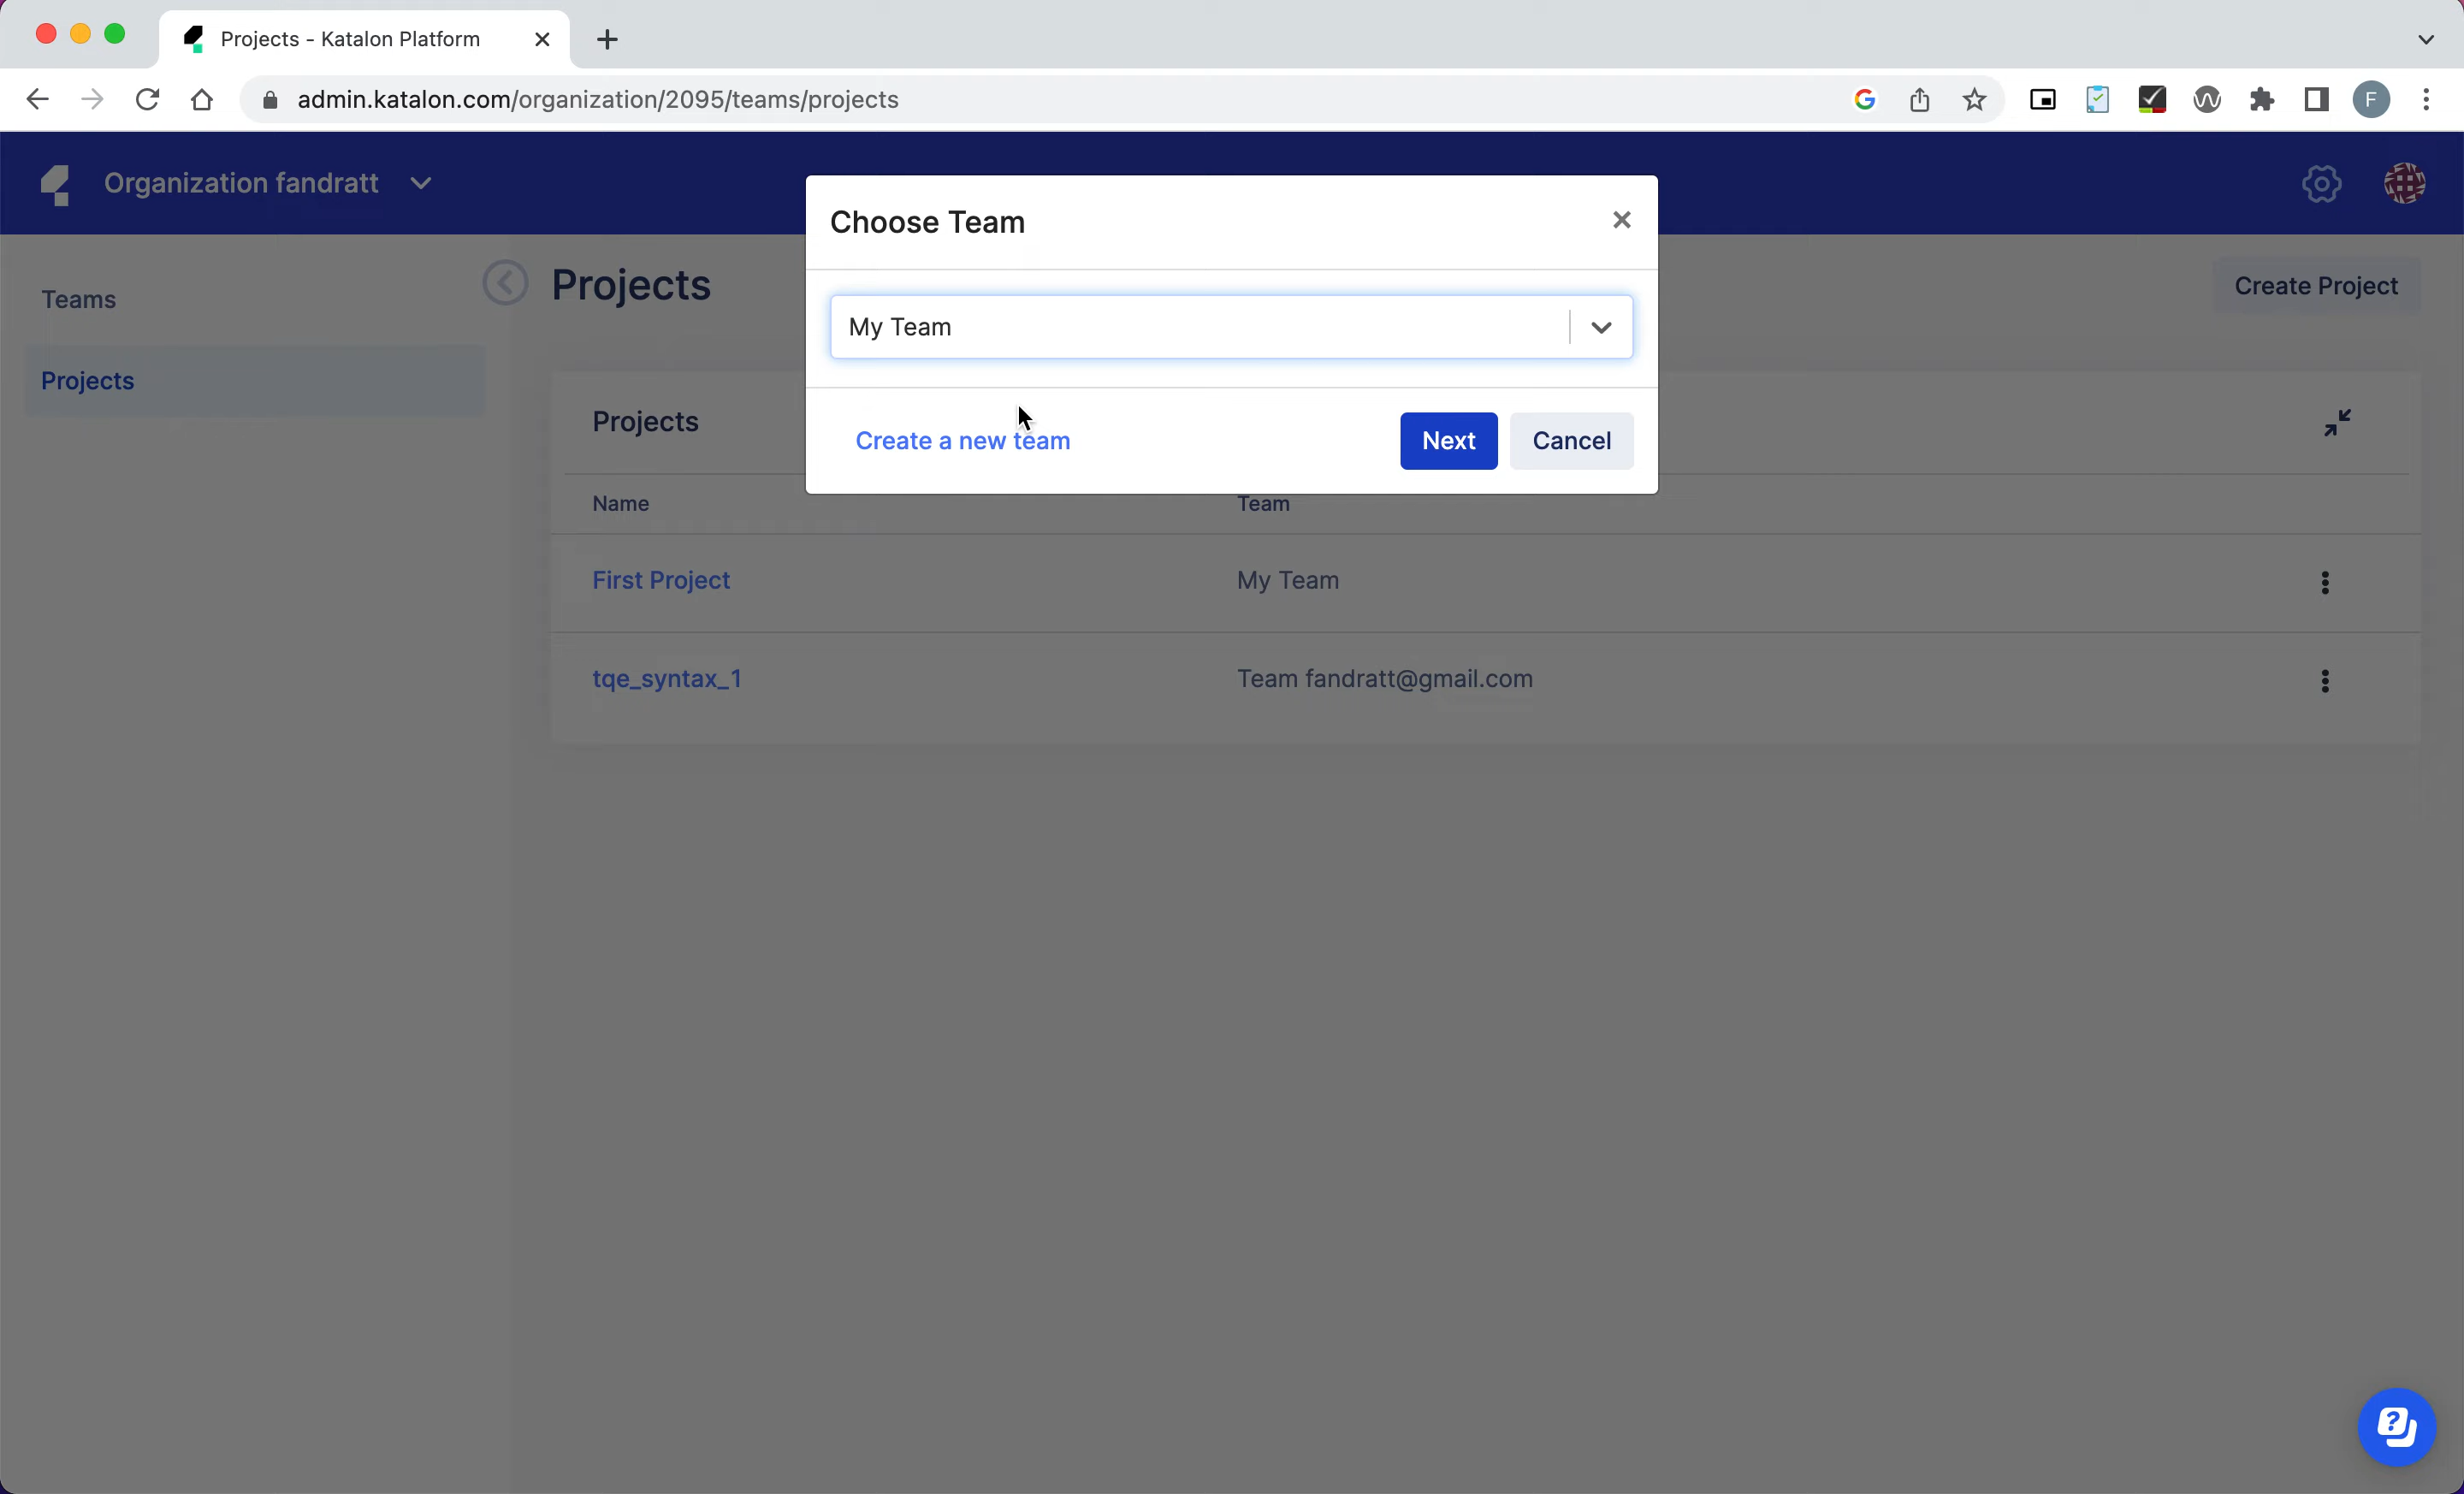 Projects - Katalon Platform
admin.katalon.com/organization/2095/teams/projects
F
Organization fandratt
Choose Team
My Team
Create a new team
Next
Cancel
Teams
Projects
Projects
Create Project
Projects
Name
Team
First Project
My Team
tqe_syntax_1
Team fandratt@gmail.com